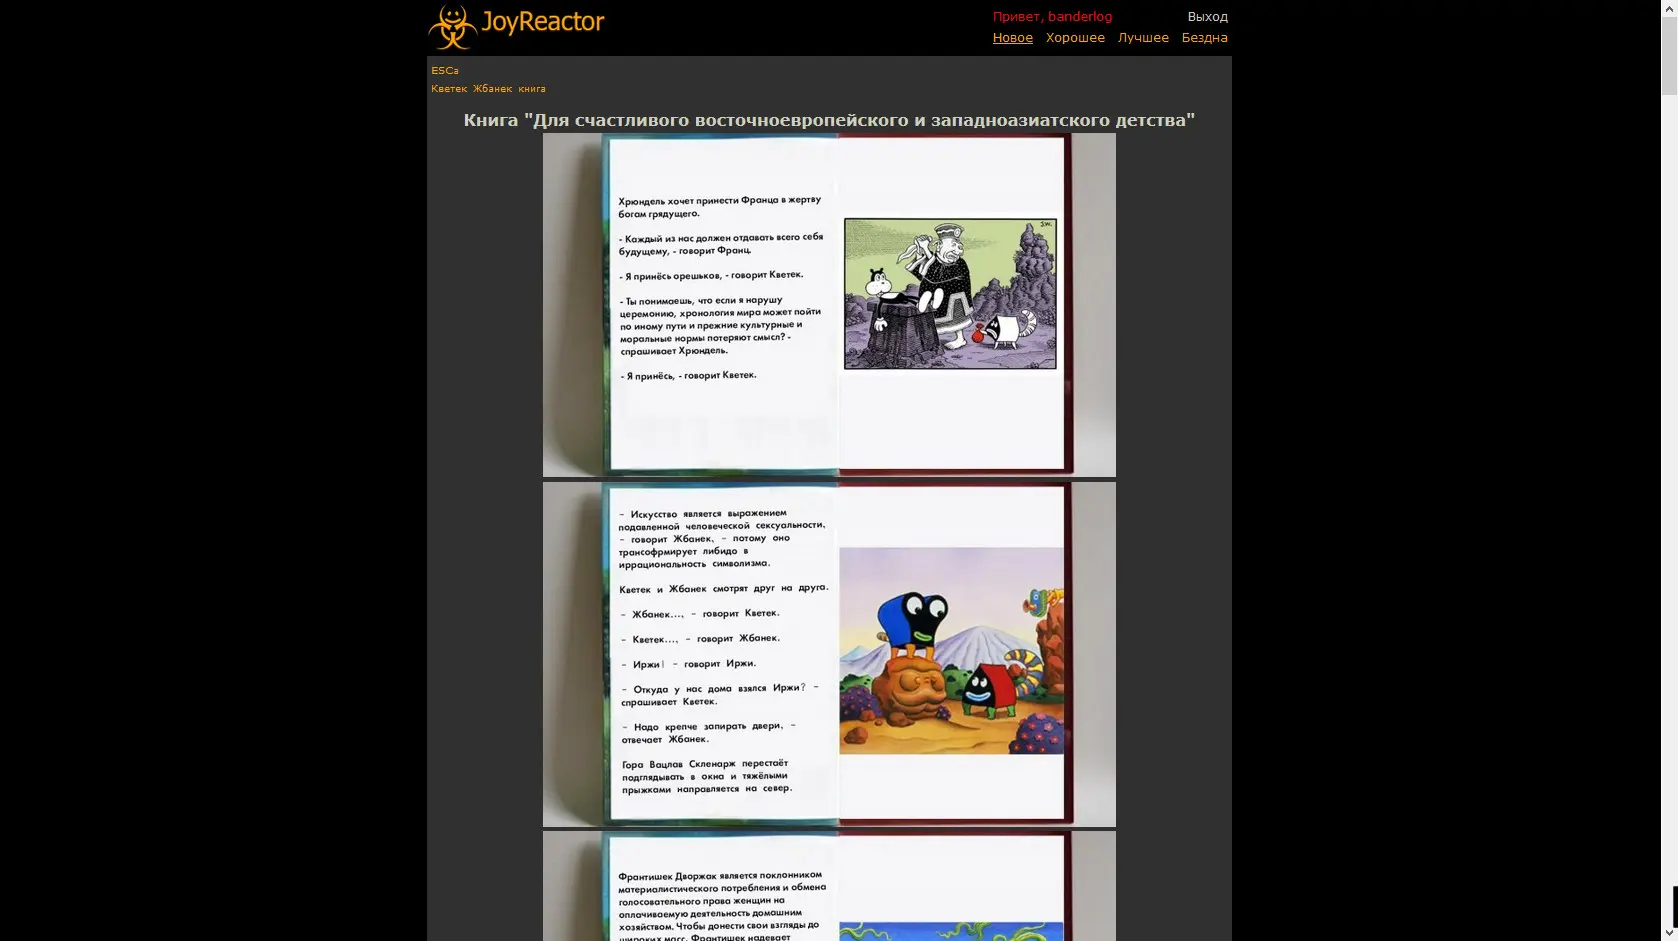 JoyReactor
Привет, banderlog
Выход
Новое Хорошее Лучшее Бездна
ESCa
Кветек Жбанек книга
Книга "Для счастливого восточноевропейского и западноазиатского детства"
Хрюндель хочет принести Франца в жертву
богам грядущего.
- Каждый из нас должен отдавать всего себя
будущему, - говорит Франц.
- Я принёсь орешьков, - говорит Кветек.
- Ты понимаешь, что если я нарушу
церемонию, хронология мира может пойти
по иному пути и прежние культурные и
моральные нормы потеряют смысл? -
спрашивает Хрюндель.
- Я принёсь, - говорит Кветек.
J.W.
– Искусство является выражением
подавленной человеческой сексуальности,
– говорит Жбанек, – потому оно
трансофрмирует либидо в
иррациональность символизма.
Кветек и Жбанек смотрят друг на друга.
– Жбанек..., – говорит Кветек.
– Кветек..., – говорит Жбанек.
– Иржи! – говорит Иржи.
– Откуда у нас дома взялся Иржи? –
спрашивает Кветек.
– Надо крепче запирать двери, –
отвечает Жбанек.
Гора Вацлав Скленарж перестаёт
подглядывать в окна и тяжёлыми
прыжками направляется на север.
Франтишек Дворжак является поклонником
материалистического потребления и обмена
голосовательного права женщин на
оплачиваемую деятельность домашним
хозяйством. Чтобы донести свои взгляды до
широких масс, Франтишек надевает